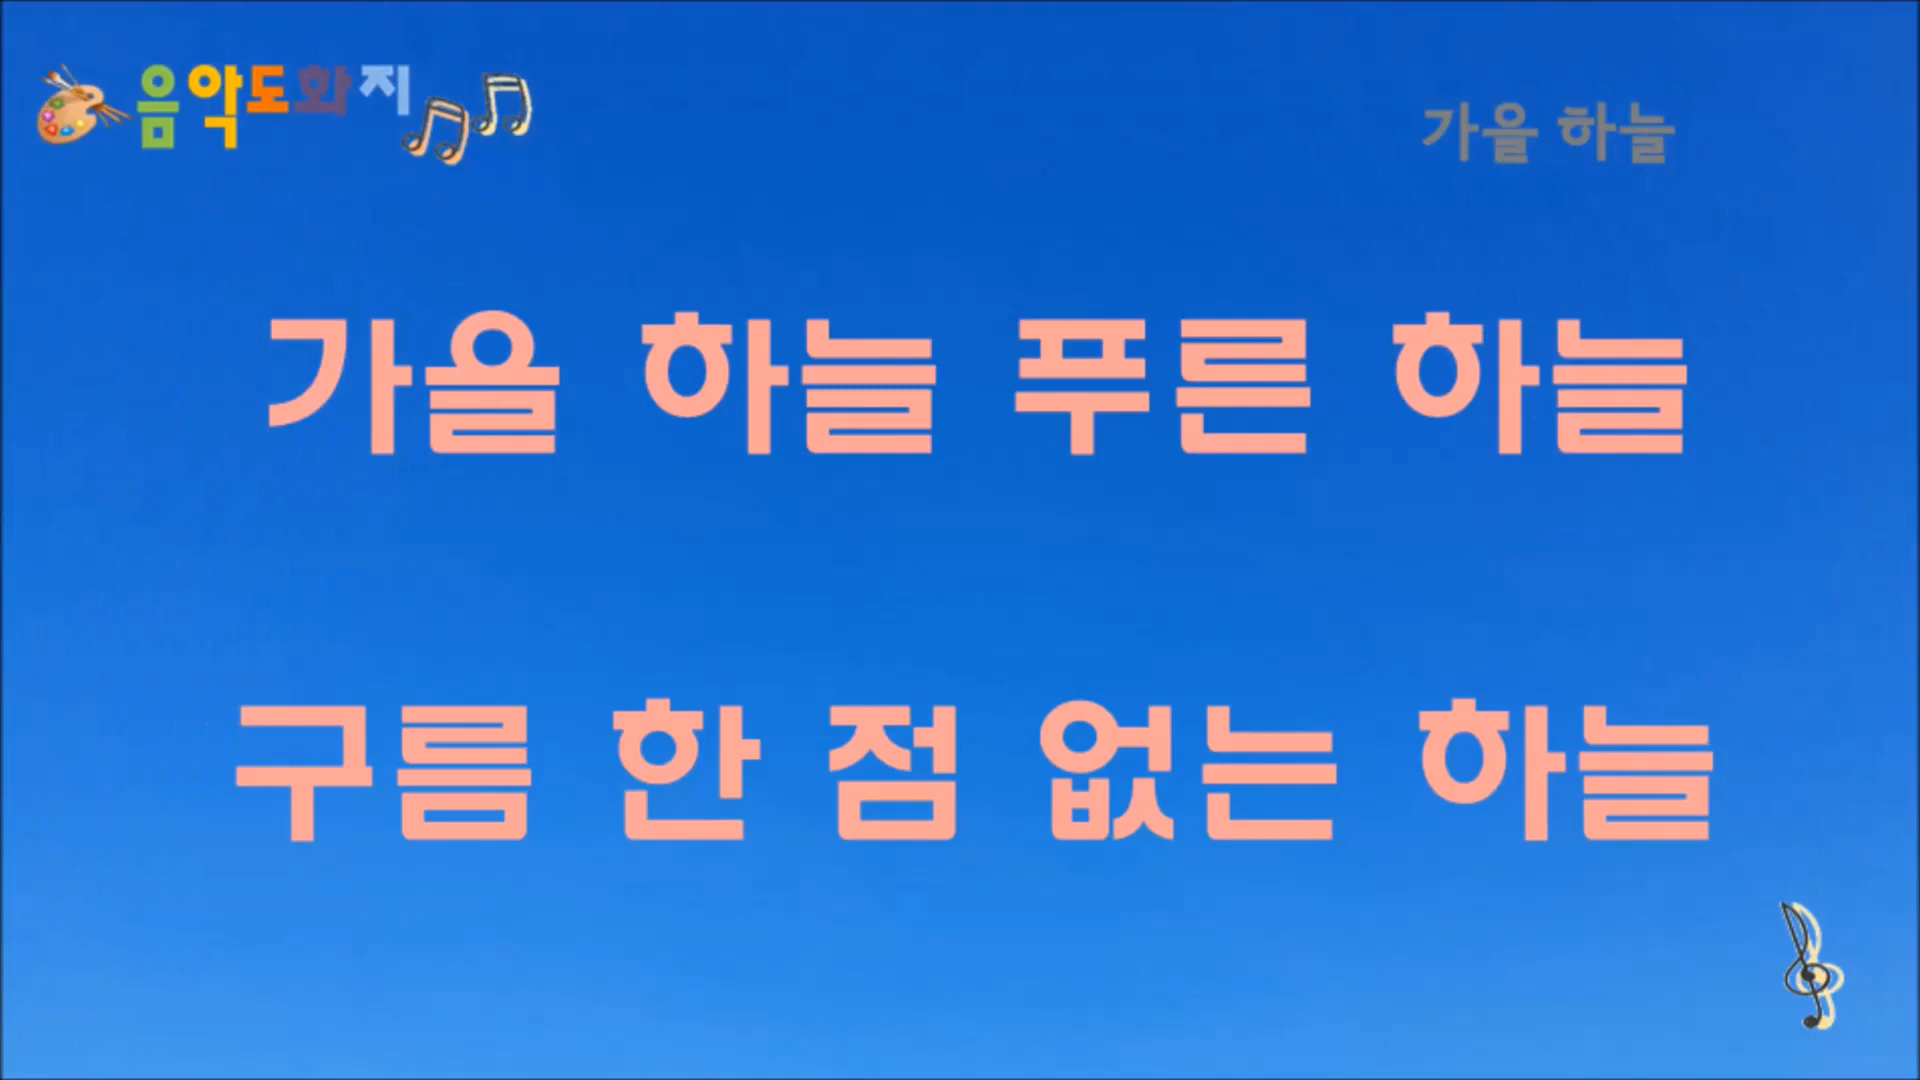 음악도화지
가을 하늘
가을 하늘 푸른 하늘
구름 한 점 없는 하늘